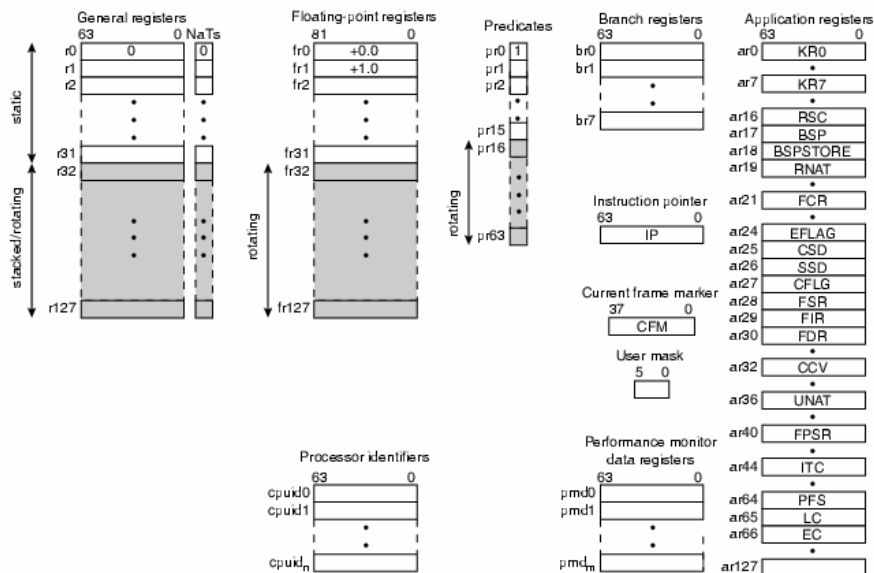 General registers
63 0 NaTs
r0 0 0
r1
r2
static
r31
r32
stacked/rotating
r127
Floating-point registers
81 0
fr0 +0.0
fr1 +1.0
fr2
fr31
fr32
rotating
fr127
Predicates
pr0 1
pr1
pr2
pr15
pr16
rotating
pr63
Branch registers
63 0
br0
br1
br7
Instruction pointer
63 0
IP
Current frame marker
37 0
CFM
User mask
5 0
Application registers
63 0
ar0 KR0
ar7 KR7
ar16 RSC
ar17 BSP
ar18 BSPSTORE
ar19 RNAT
ar21 FCR
ar24 EFLAG
ar25 CSD
ar26 SSD
ar27 CFLG
ar28 FSR
ar29 FIR
ar30 FDR
ar32 CCV
ar36 UNAT
ar40 FPSR
ar44 ITC
ar64 PFS
ar65 LC
ar66 EC
ar127
Processor identifiers
63 0
cpuid0
cpuid1
cpuidn
Performance monitor
data registers
63 0
pmd0
pmd1
pmdm